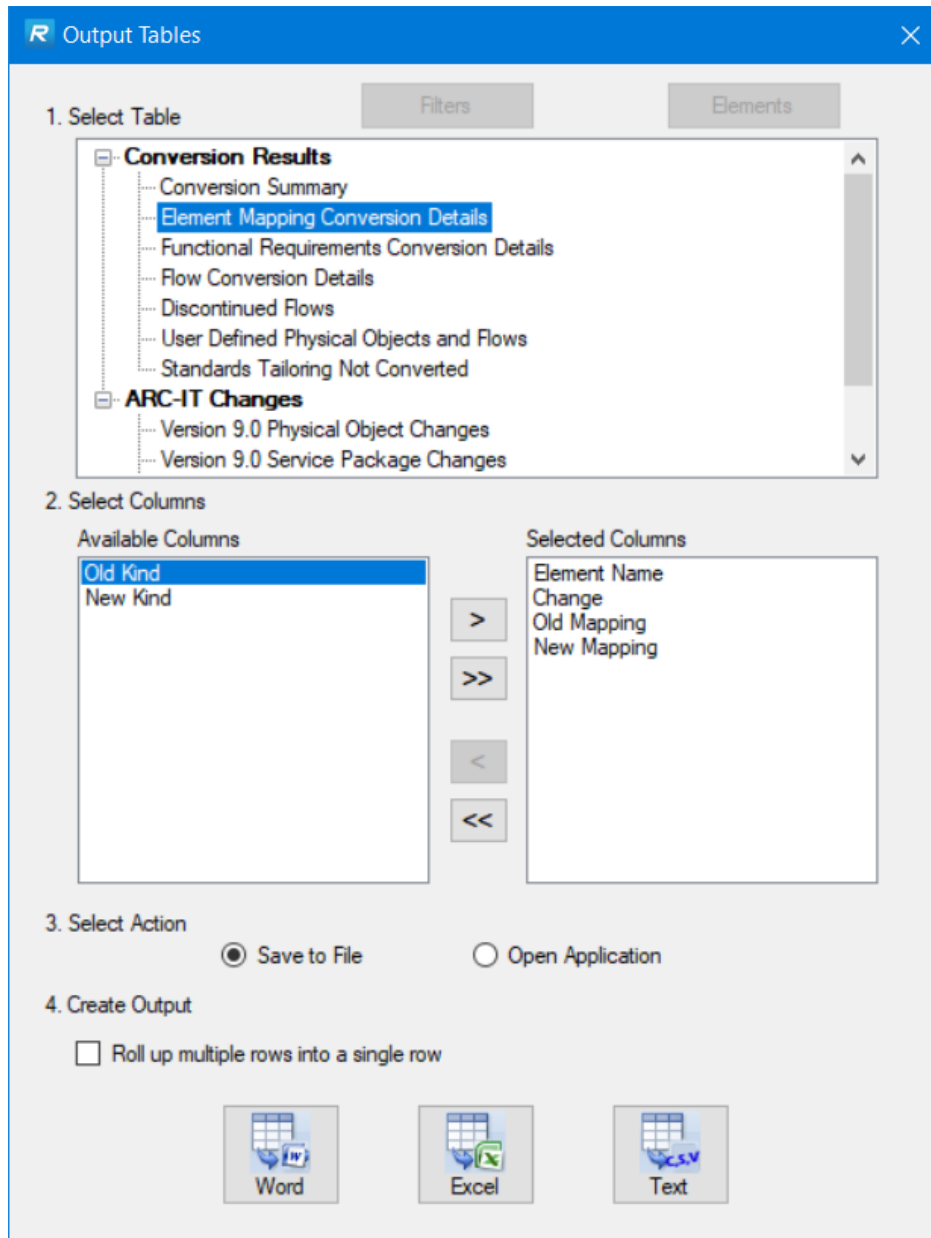 R Output Tables
Filters Elements
1. Select Table
Conversion Results
Conversion Summary
Element Mapping Conversion Details
Functional Requirements Conversion Details
Flow Conversion Details
Discontinued Flows
User Defined Physical Objects and Flows
Standards Tailoring Not Converted
ARC-IT Changes
Version 9.0 Physical Object Changes
Version 9.0 Service Package Changes
2. Select Columns
Available Columns
Old Kind
New Kind
>
>>
<
<<
Selected Columns
Element Name
Change
Old Mapping
New Mapping
3. Select Action
Save to File Open Application
4. Create Output
Roll up multiple rows into a single row
W X C,S,V
Word Excel Text